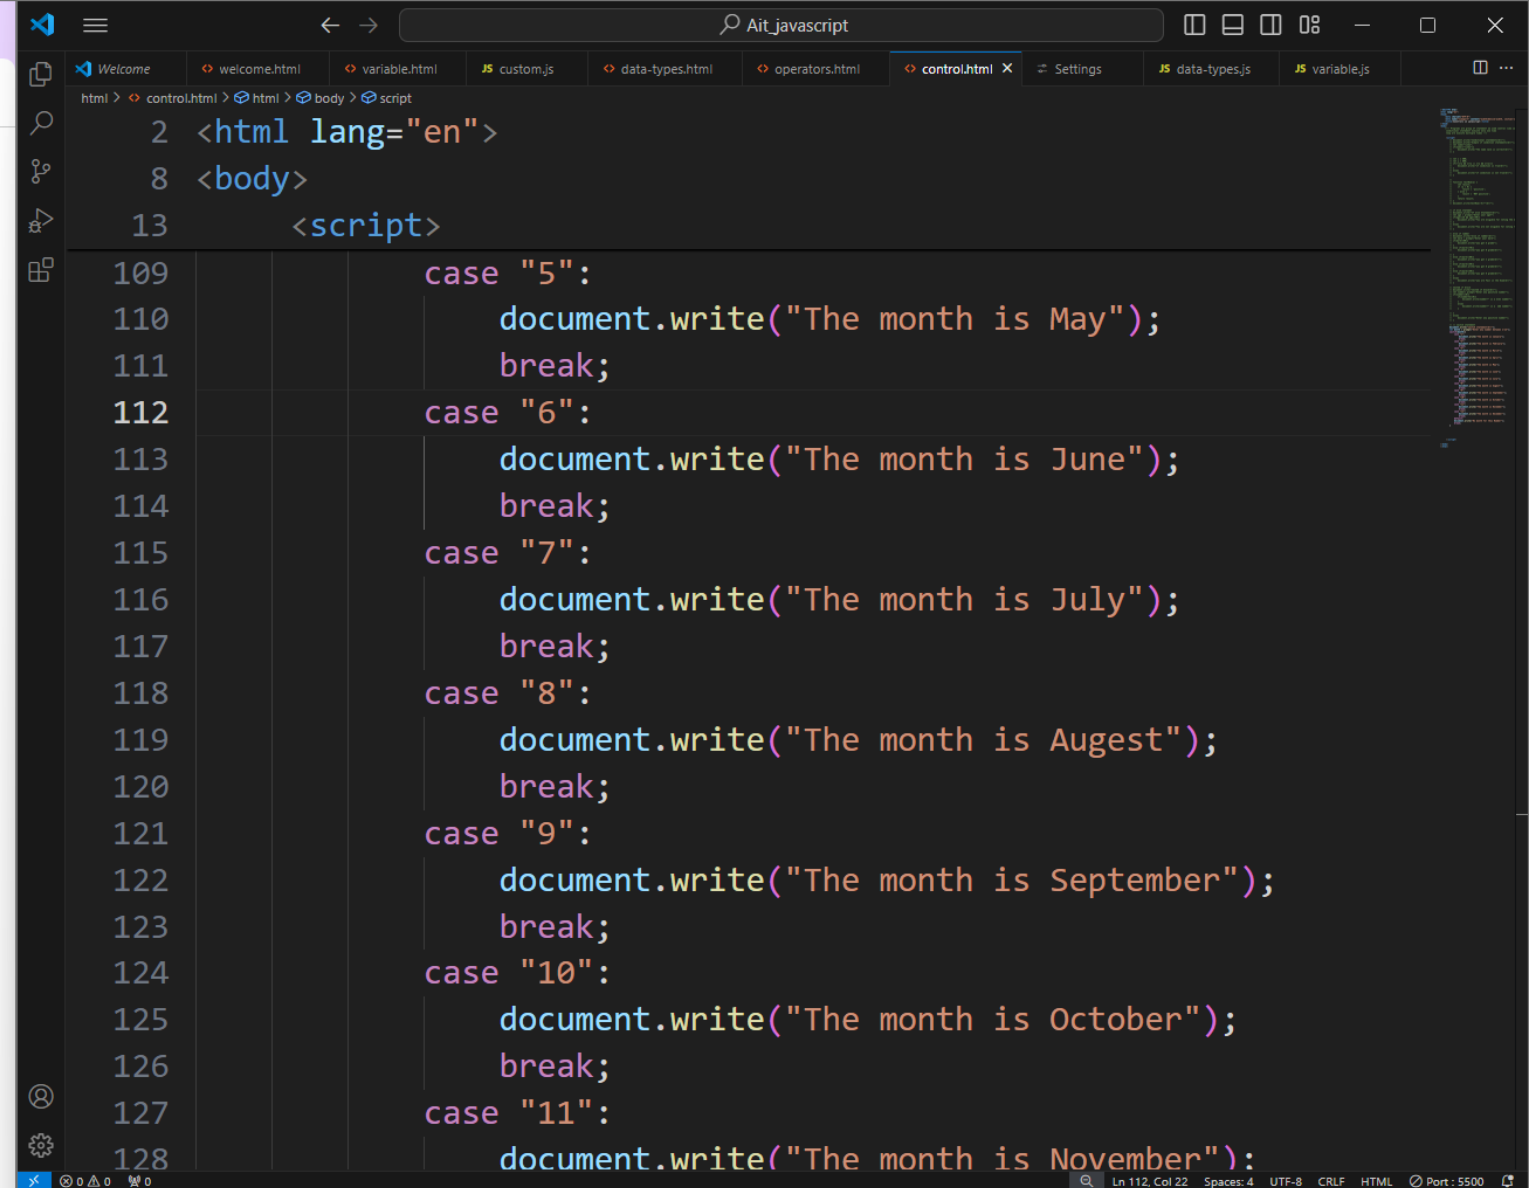 Ait_javascript
Welcome welcome.html variable.html JS custom.js data-types.html operators.html control.html Settings JS data-types.js JS variable.js
html > control.html > html > body > script
2 <html lang="en">
8 <body>
13 <script>
109 case "5":
110 document.write("The month is May");
111 break;
112 case "6":
113 document.write("The month is June");
114 break;
115 case "7":
116 document.write("The month is July");
117 break;
118 case "8":
119 document.write("The month is Augest");
120 break;
121 case "9":
122 document.write("The month is September");
123 break;
124 case "10":
125 document.write("The month is October");
126 break;
127 case "11":
128 document.write("The month is November");
0 0 0 Ln 112, Col 22 Spaces: 4 UTF-8 CRLF HTML Port : 5500